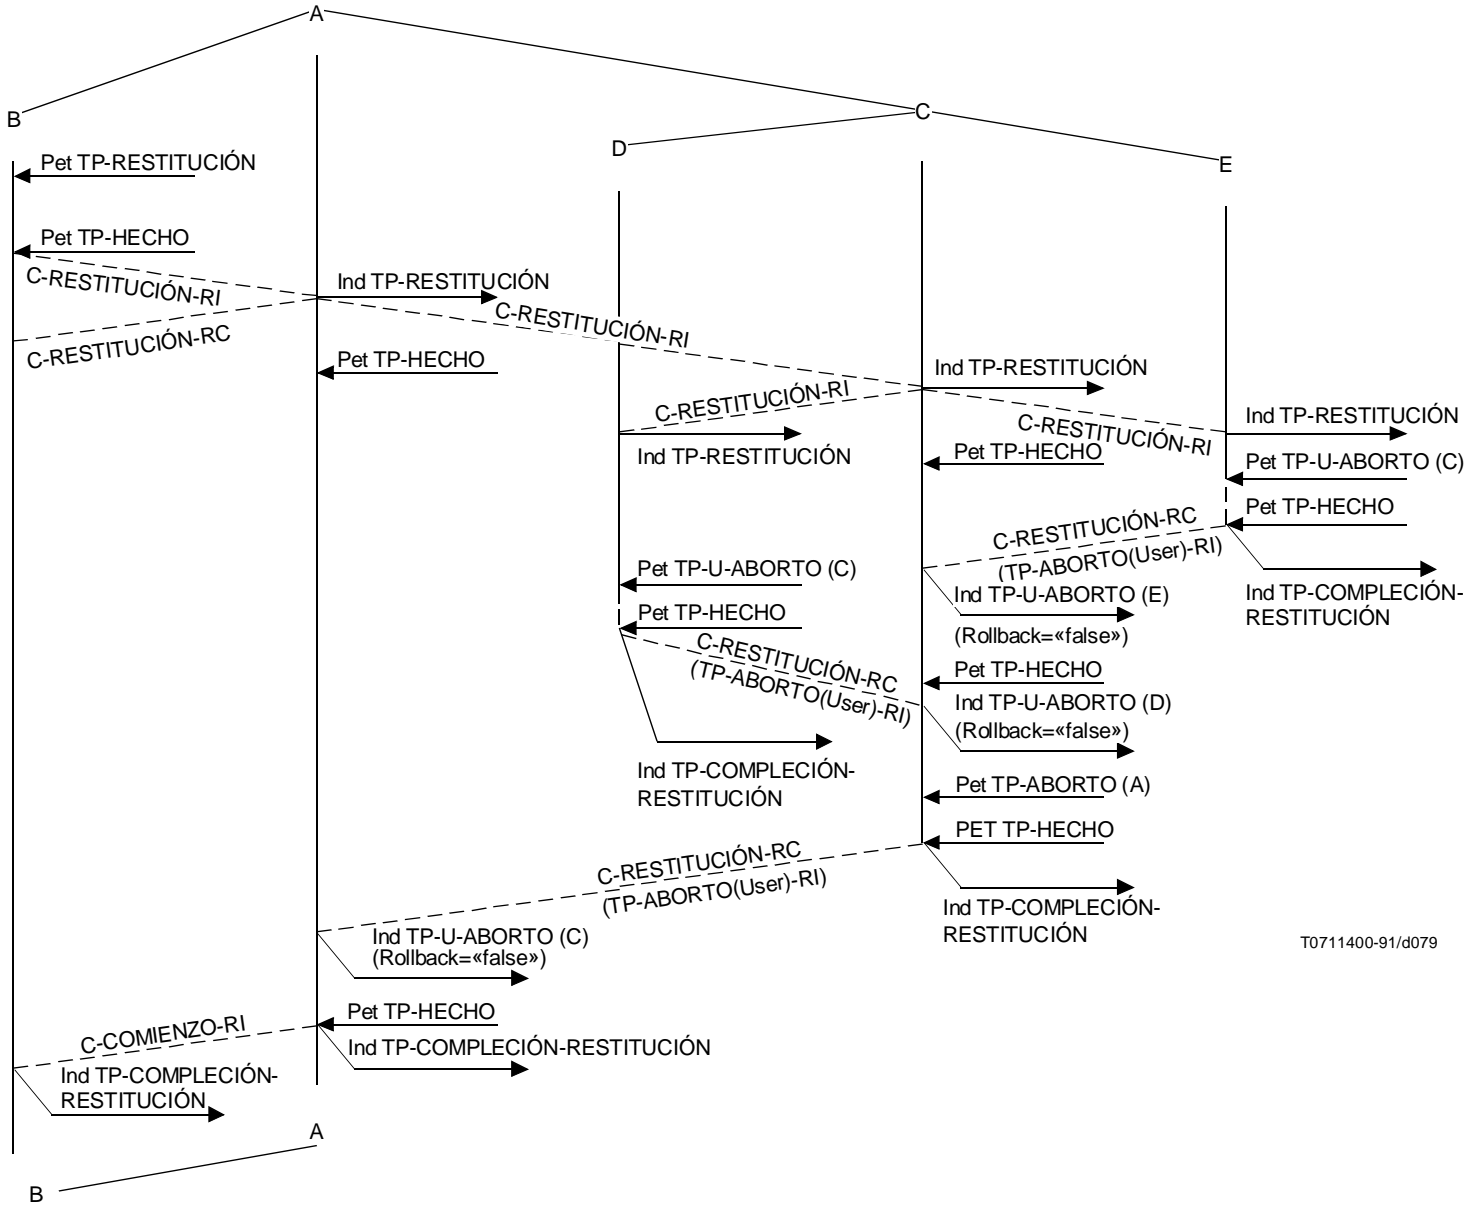 A
B
C
D
E
Pet TP-RESTITUCIÓN
Pet TP-HECHO
C-RESTITUCIÓN-RI
Ind TP-RESTITUCIÓN
C-RESTITUCIÓN-RI
C-RESTITUCIÓN-RC
Pet TP-HECHO
Ind TP-RESTITUCIÓN
C-RESTITUCIÓN-RI
C-RESTITUCIÓN-RI
Ind TP-RESTITUCIÓN
Ind TP-RESTITUCIÓN
Pet TP-HECHO
Pet TP-U-ABORTO (C)
Pet TP-HECHO
C-RESTITUCIÓN-RC
(TP-ABORTO(User)-RI)
Pet TP-U-ABORTO (C)
Ind TP-U-ABORTO (E)
(Rollback=«false»)
Ind TP-COMPLECIÓN-
RESTITUCIÓN
Pet TP-HECHO
C-RESTITUCIÓN-RC
(TP-ABORTO(User)-RI)
Pet TP-HECHO
Ind TP-U-ABORTO (D)
(Rollback=«false»)
Ind TP-COMPLECIÓN-
RESTITUCIÓN
Pet TP-ABORTO (A)
PET TP-HECHO
C-RESTITUCIÓN-RC
(TP-ABORTO(User)-RI)
Ind TP-COMPLECIÓN-
RESTITUCIÓN
Ind TP-U-ABORTO (C)
(Rollback=«false»)
T0711400-91/d079
Pet TP-HECHO
C-COMIENZO-RI
Ind TP-COMPLECIÓN-RESTITUCIÓN
Ind TP-COMPLECIÓN-
RESTITUCIÓN
A
B